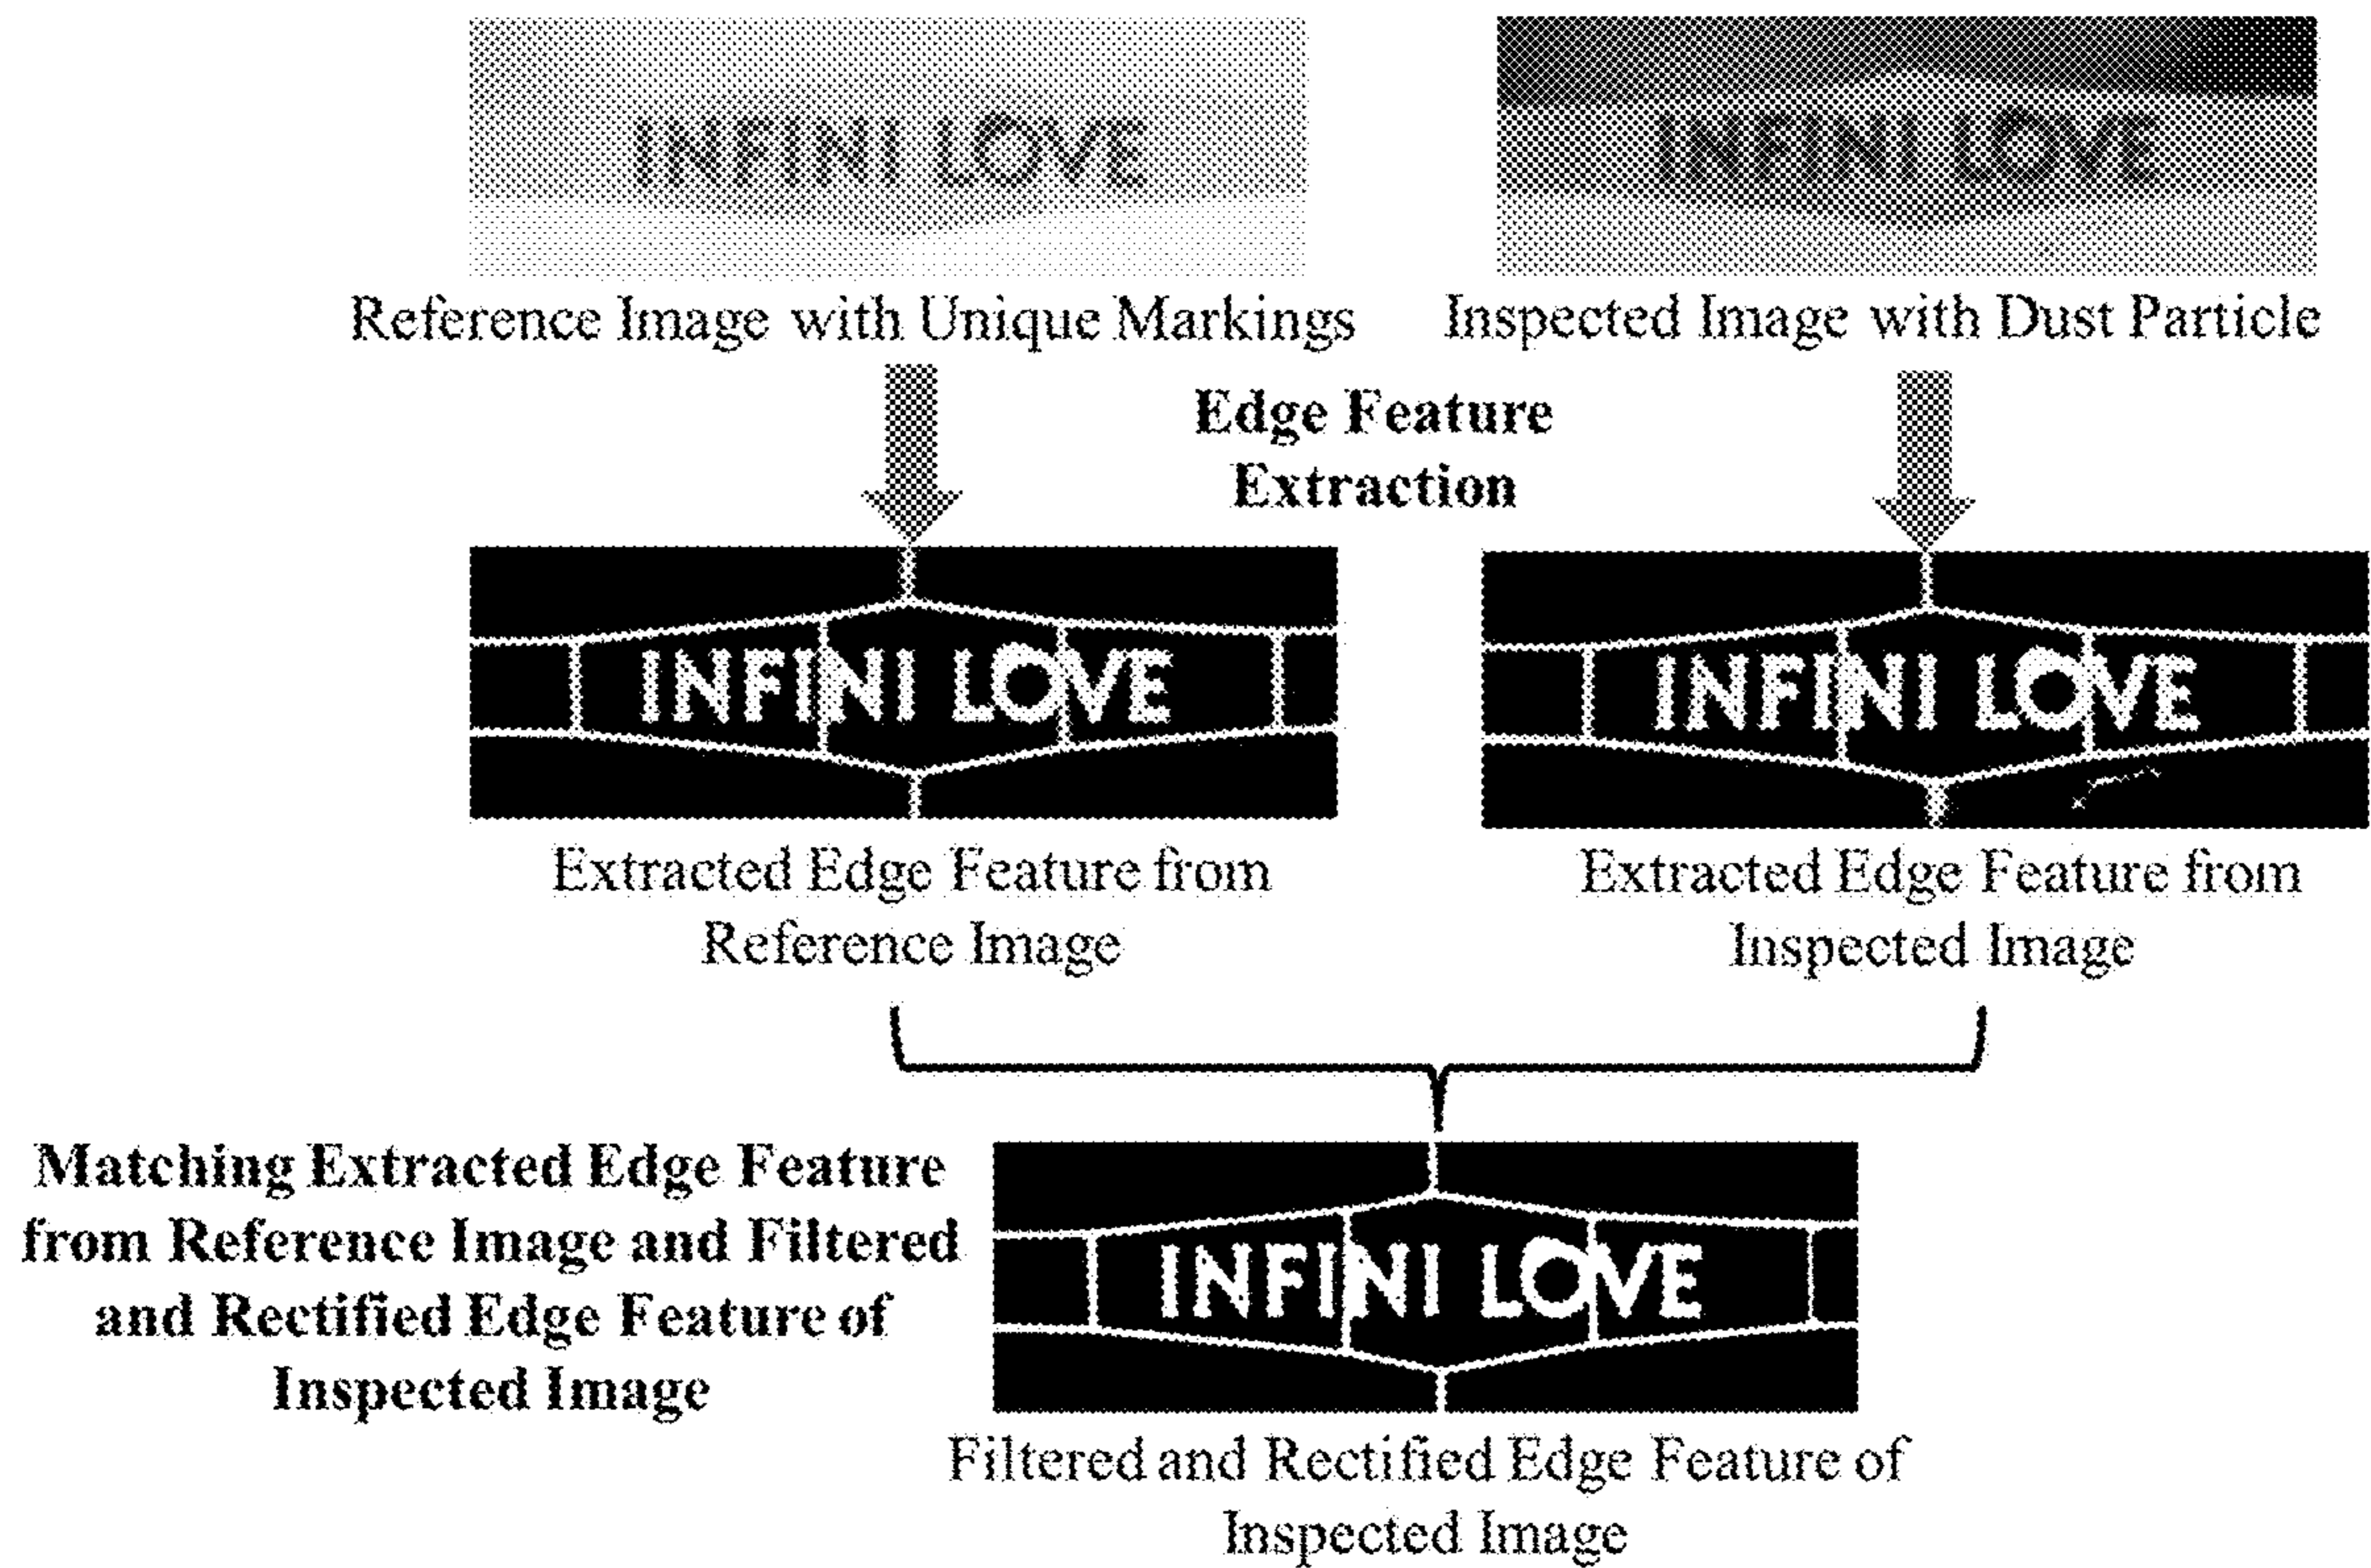 INFINI LOVE
INFINI LOVE
Reference Image with Unique Markings
Inspected Image with Dust Particle
Edge Feature
Extraction
INFINI LOVE
INFINI LOVE
Extracted Edge Feature from
Reference Image
Extracted Edge Feature from
Inspected Image
Matching Extracted Edge Feature
from Reference Image and Filtered
and Rectified Edge Feature of
Inspected Image
INFINI LOVE
Filtered and Rectified Edge Feature of
Inspected Image